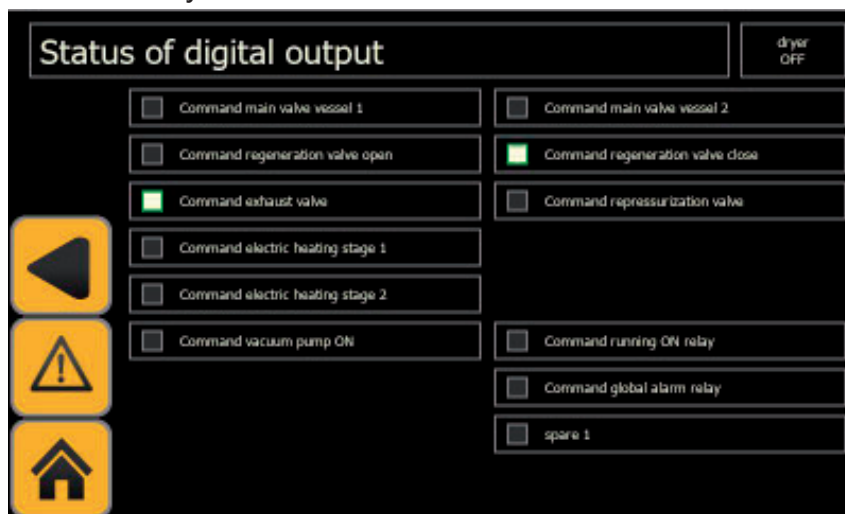 Status of digital output
dryer
OFF
Command main valve vessel 1
Command main valve vessel 2
Command regeneration valve open
Command regeneration valve close
Command exhaust valve
Command repressurization valve
Command electric heating stage 1
Command electric heating stage 2
Command vacuum pump ON
Command running ON relay
Command global alarm relay
spare 1